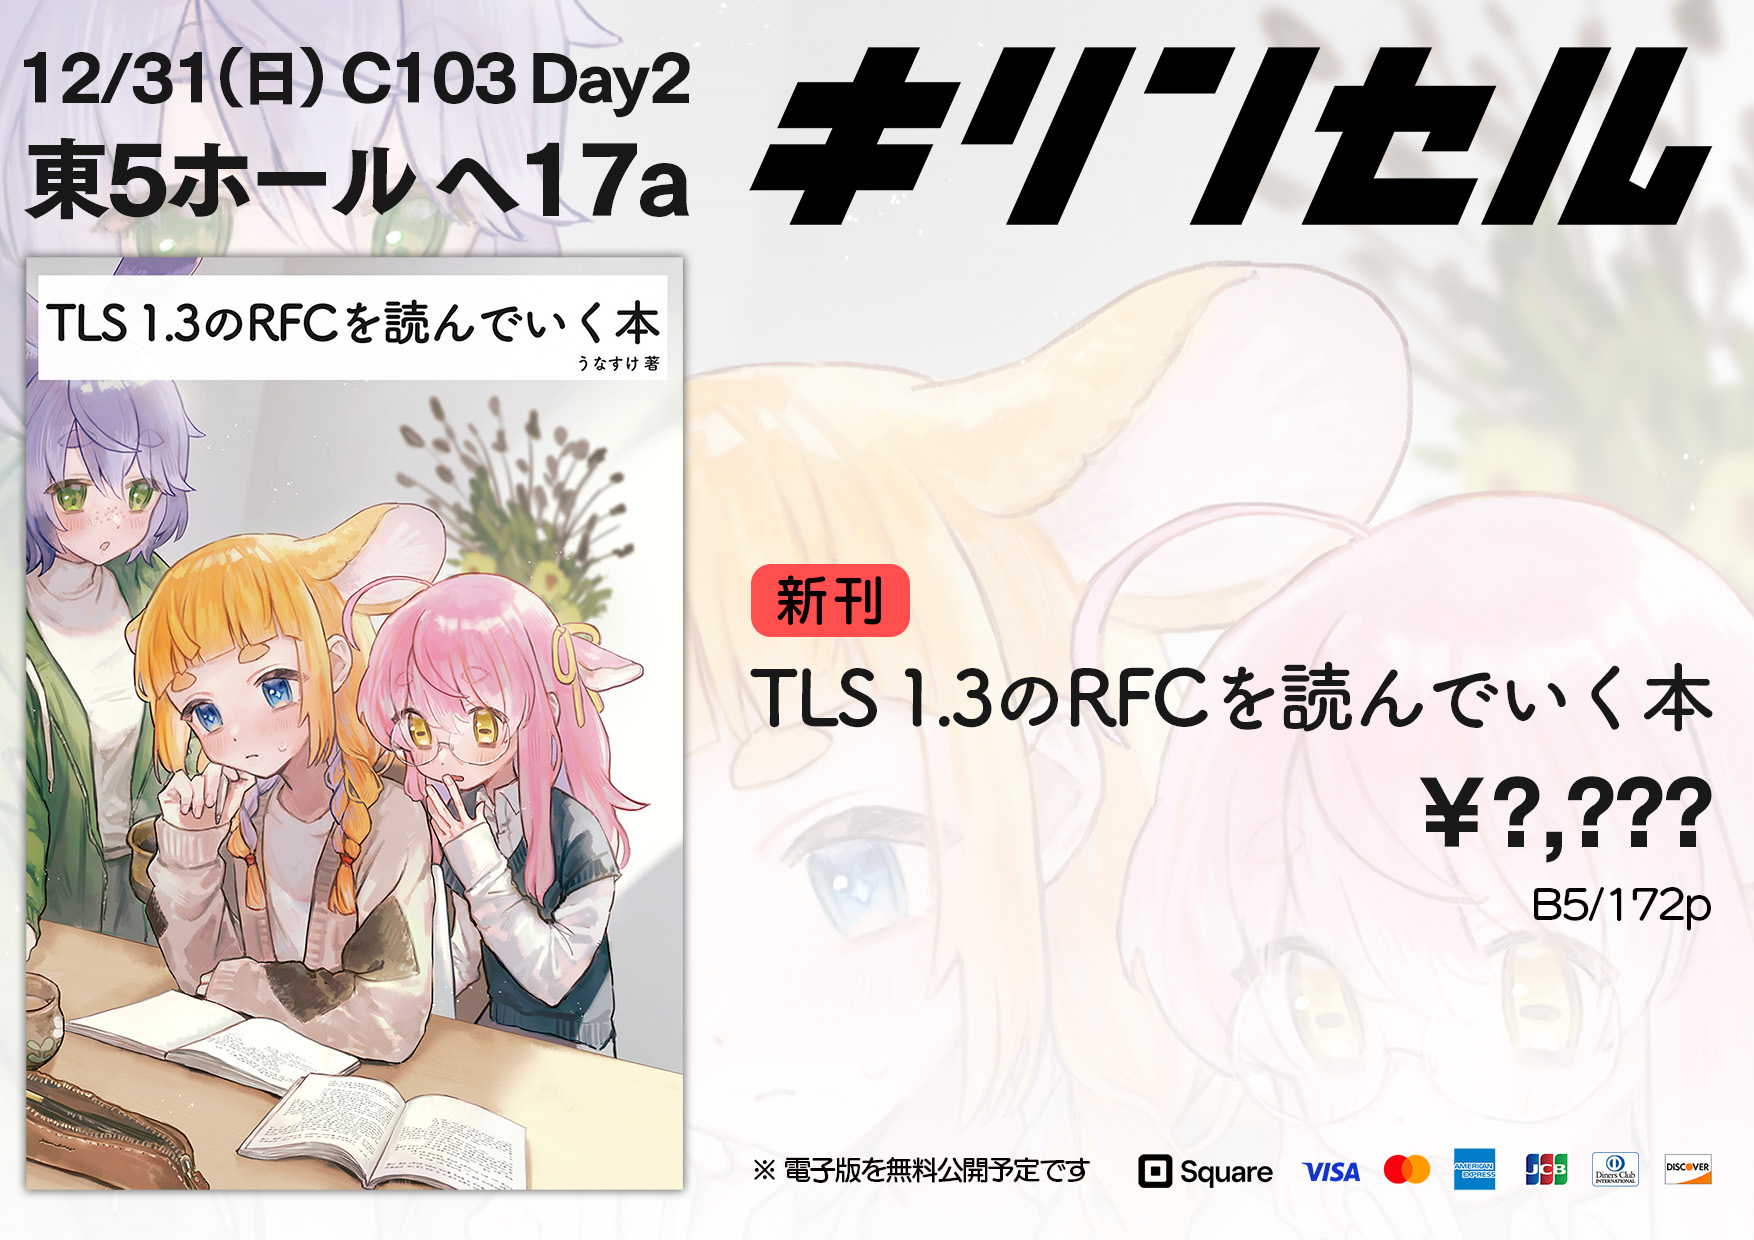 12/31(日) C103 Day2
東5ホール へ17a
キリンセル
TLS 1.3のRFCを読んでいく本
うなすけ 著
新刊
TLS 1.3のRFCを読んでいく本
¥?,???
B5/172p
※ 電子版を無料公開予定です
Square
VISA
AMERICAN EXPRESS
JCB
Diners Club INTERNATIONAL
DISCOVER